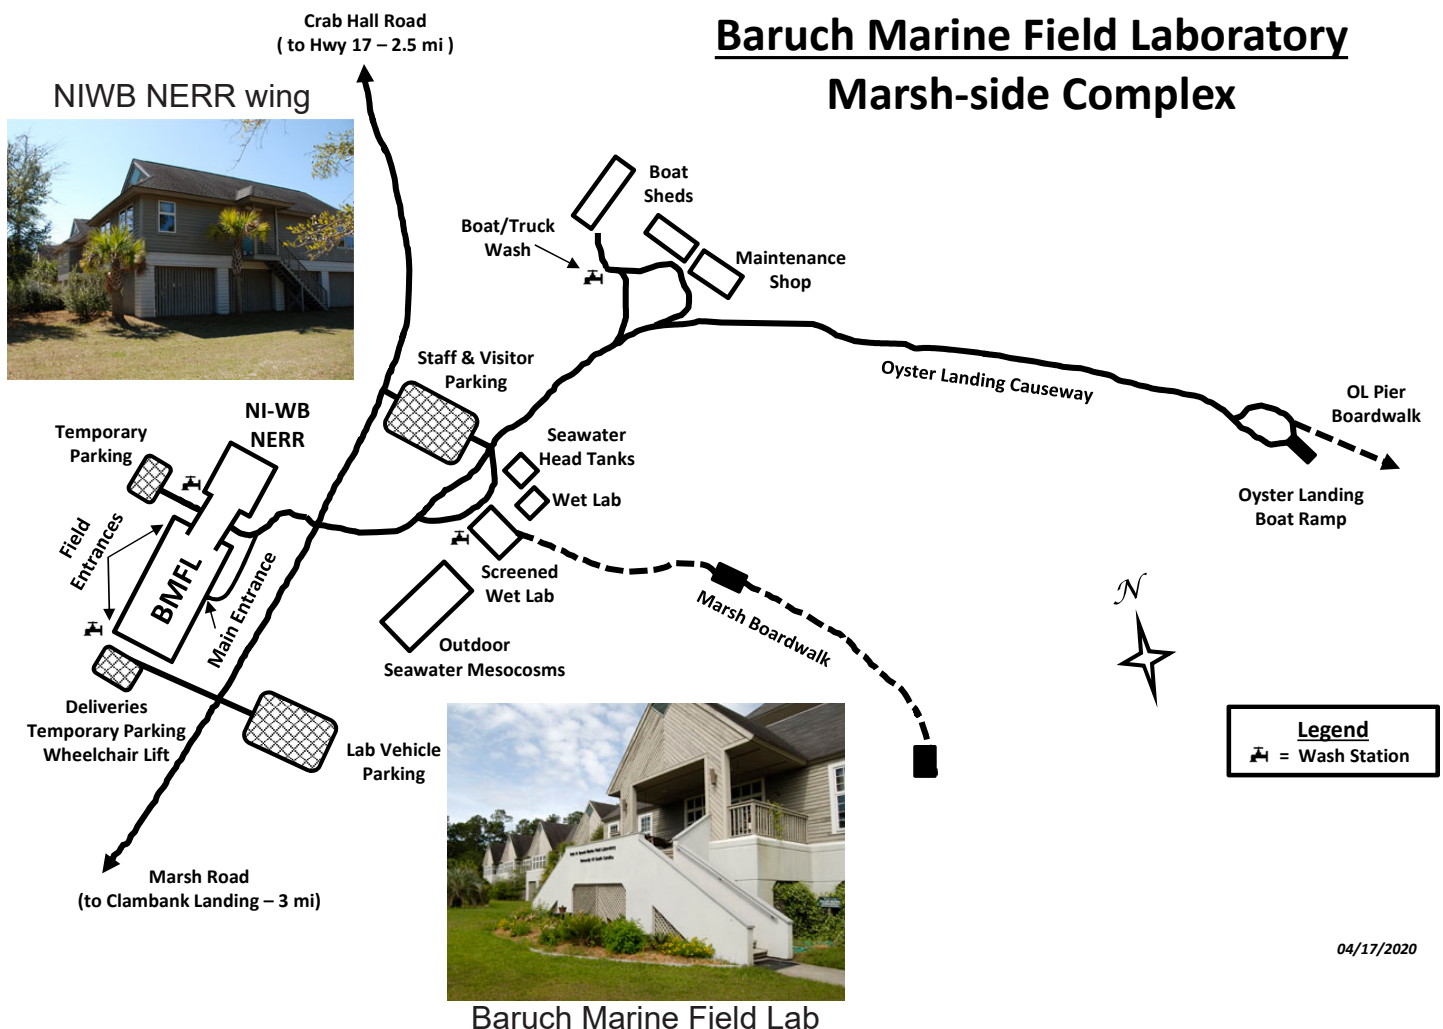 Baruch Marine Field Laboratory
Marsh-side Complex
Crab Hall Road
( to Hwy 17 – 2.5 mi )
NIWB NERR wing
Boat
Sheds
Boat/Truck
Wash
Maintenance
Shop
Staff & Visitor
Parking
Oyster Landing Causeway
OL Pier
Boardwalk
NI-WB
NERR
Temporary
Parking
Seawater
Head Tanks
Wet Lab
Oyster Landing
Boat Ramp
Field
Entrances
BMFL
Main Entrance
Screened
Wet Lab
Marsh Boardwalk
N
Outdoor
Seawater Mesocosms
Deliveries
Temporary Parking
Wheelchair Lift
Lab Vehicle
Parking
Legend
= Wash Station
Marsh Road
(to Clambank Landing – 3 mi)
04/17/2020
Baruch Marine Field Lab